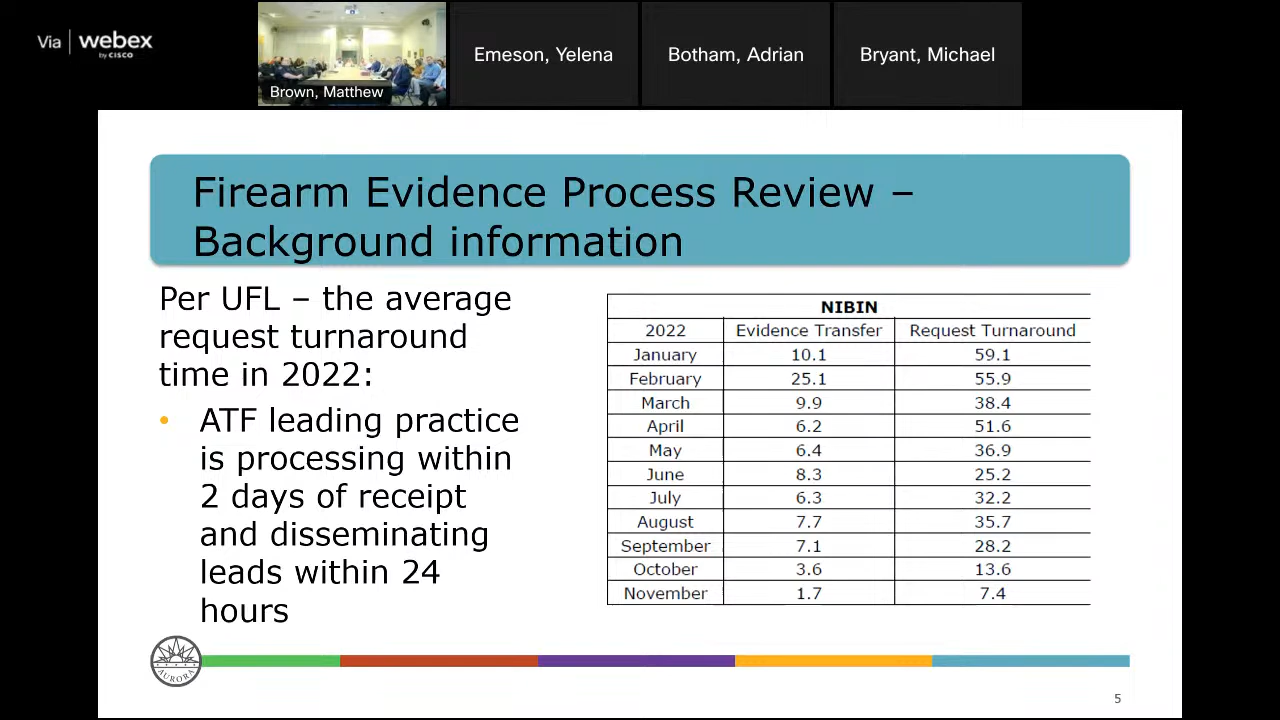 Via webex
by CISCO
Brown, Matthew
Emeson, Yelena
Botham, Adrian
Bryant, Michael
Firearm Evidence Process Review –
Background information
Per UFL – the average
request turnaround
time in 2022:
• ATF leading practice
is processing within
2 days of receipt
and disseminating
leads within 24
hours
NIBIN
2022 Evidence Transfer Request Turnaround
January 10.1 59.1
February 25.1 55.9
March 9.9 38.4
April 6.2 51.6
May 6.4 36.9
June 8.3 25.2
July 6.3 32.2
August 7.7 35.7
September 7.1 28.2
October 3.6 13.6
November 1.7 7.4
AURORA
5